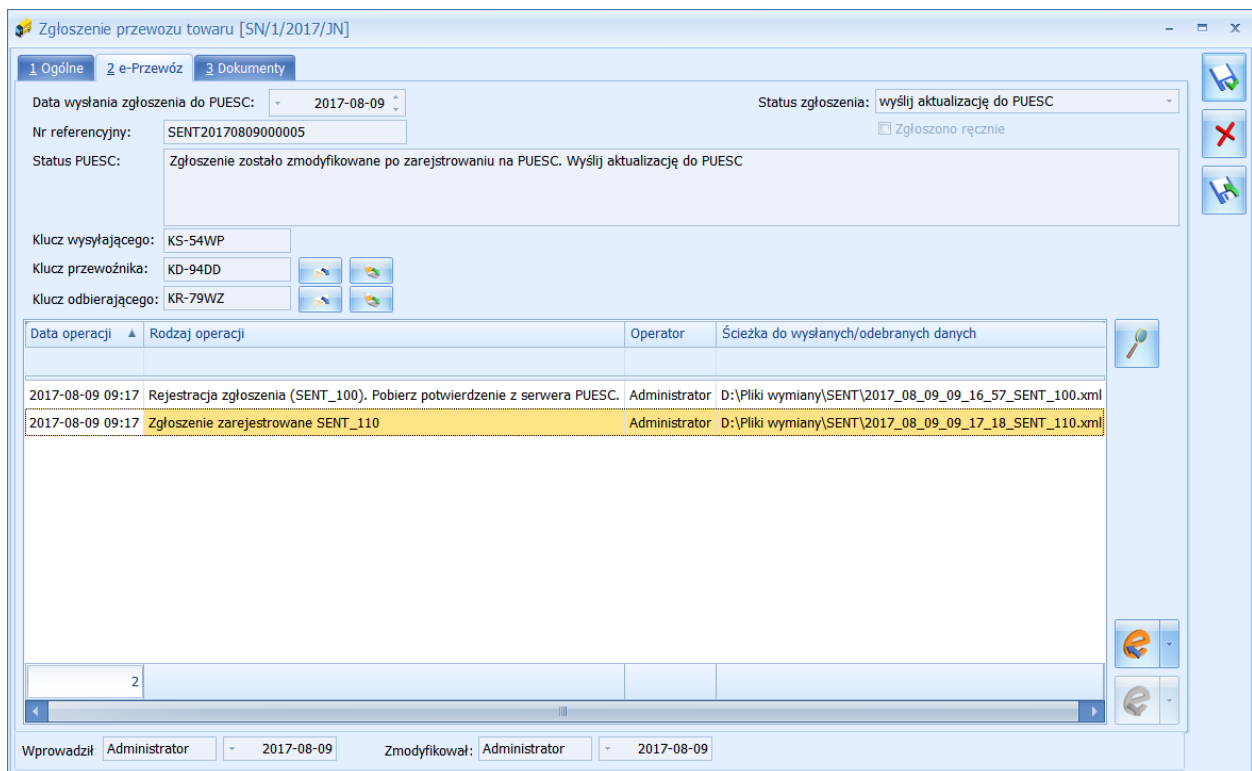 Zgłoszenie przewozu towaru [SN/1/2017/JN]
1 Ogólne 2 e-Przewóz 3 Dokumenty
Data wysłania zgłoszenia do PUESC: 2017-08-09 Status zgłoszenia: wyślij aktualizację do PUESC
Nr referencyjny: SENT20170809000005 Zgłoszono ręcznie
Status PUESC: Zgłoszenie zostało zmodyfikowane po zarejstrowaniu na PUESC. Wyślij aktualizację do PUESC
Klucz wysyłającego: KS-54WP
Klucz przewoźnika: KD-94DD
Klucz odbierającego: KR-79WZ
Data operacji Rodzaj operacji Operator Ścieżka do wysłanych/odebranych danych
2017-08-09 09:17 Rejestracja zgłoszenia (SENT_100). Pobierz potwierdzenie z serwera PUESC. Administrator D:\Pliki wymiany\SENT\2017_08_09_09_16_57_SENT_100.xml
2017-08-09 09:17 Zgłoszenie zarejestrowane SENT_110 Administrator D:\Pliki wymiany\SENT\2017_08_09_09_17_18_SENT_110.xml
2
Wprowadził Administrator 2017-08-09 Zmodyfikował: Administrator 2017-08-09